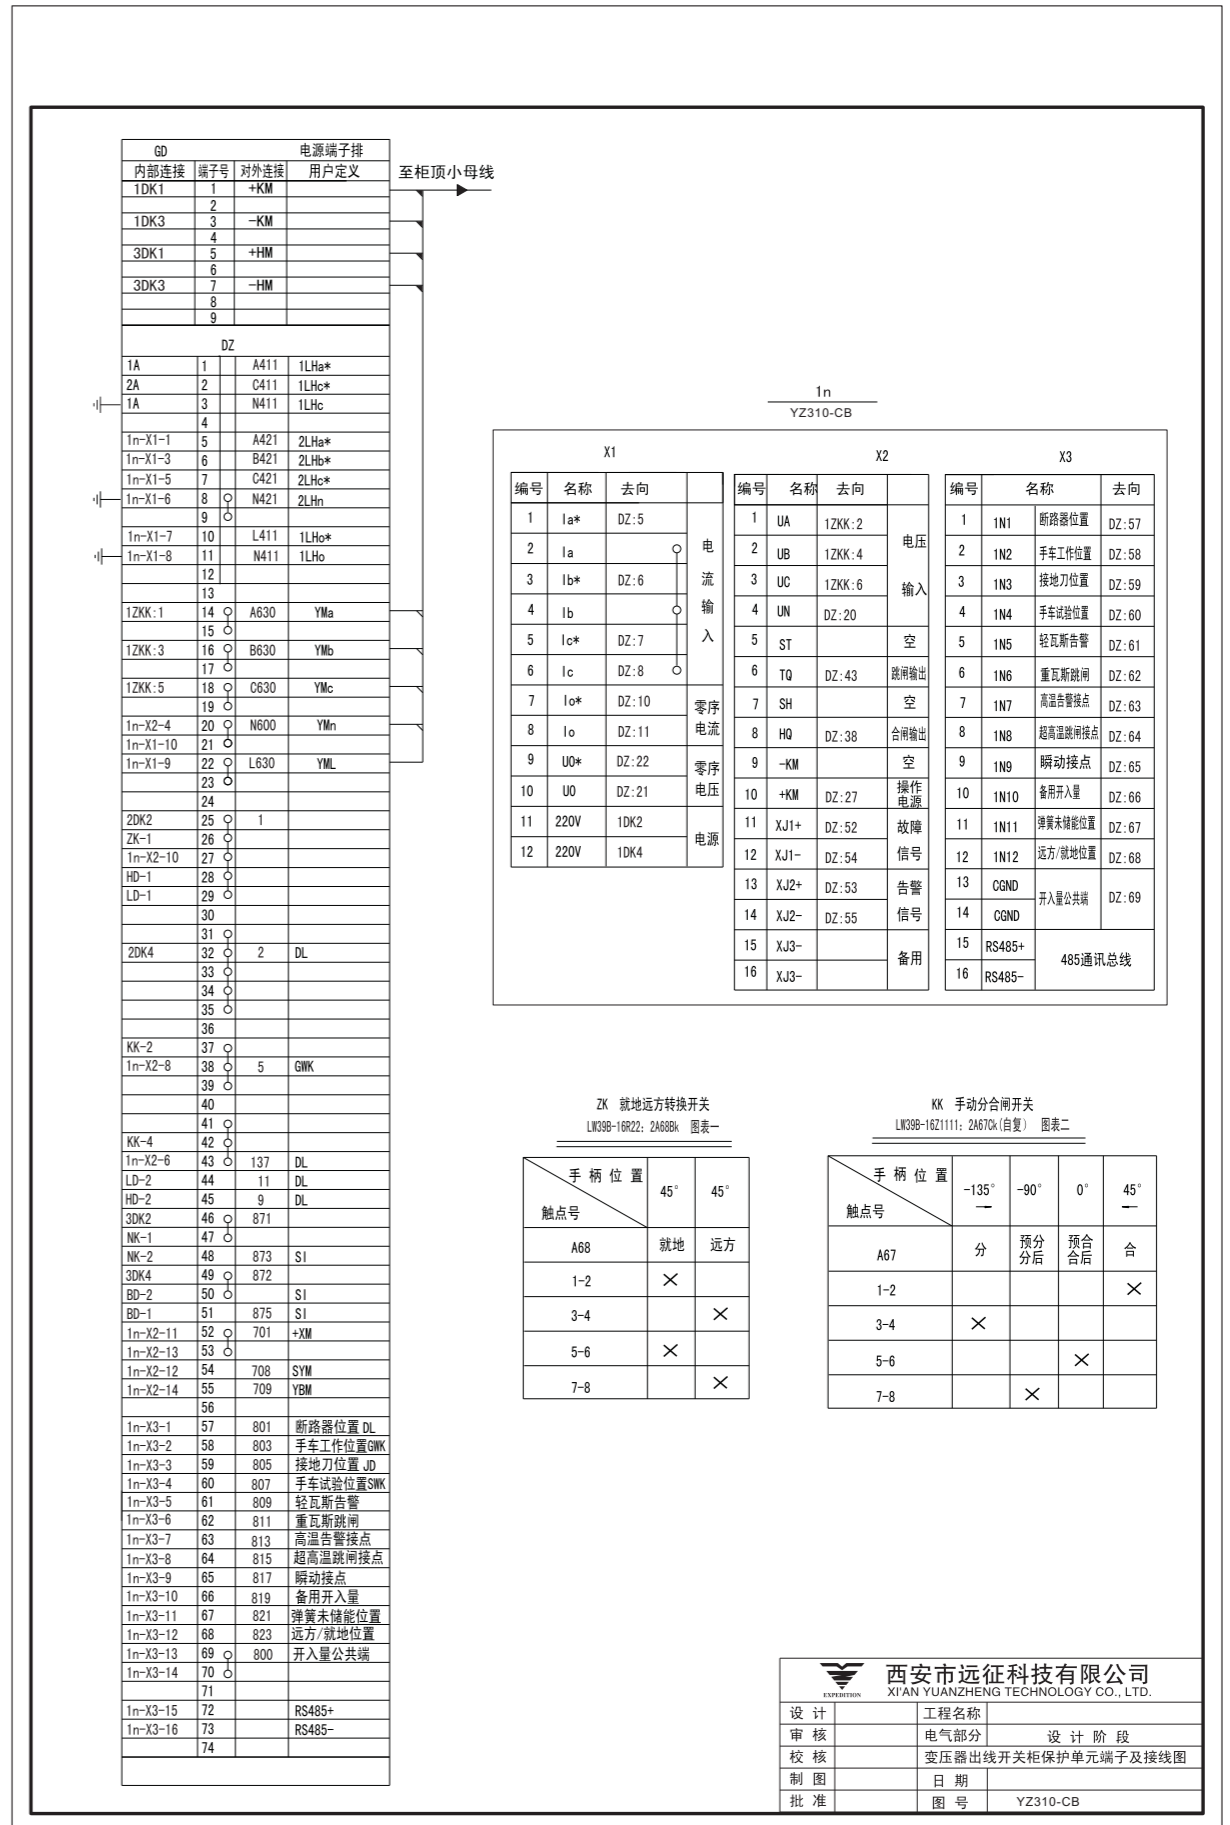 GD 电源端子排
内部连接 端子号 对外连接 用户定义
1DK1 1 +KM
2
1DK3 3 -KM
4
3DK1 5 +HM
6
3DK3 7 -HM
8
9
至柜顶小母线
DZ
1A 1 A411 1LHa*
2A 2 C411 1LHc*
1A 3 N411 1LHc
4
1n-X1-1 5 A421 2LHa*
1n-X1-3 6 B421 2LHb*
1n-X1-5 7 C421 2LHc*
1n-X1-6 8 N421 2LHn
9
1n-X1-7 10 L411 1LHo*
1n-X1-8 11 N411 1LHo
12
13
1ZKK:1 14 A630 YMa
15
1ZKK:3 16 B630 YMb
17
1ZKK:5 18 C630 YMc
19
1n-X2-4 20 N600 YMn
1n-X1-10 21
1n-X1-9 22 L630 YML
23
24
2DK2 25 1
ZK-1 26
1n-X2-10 27
HD-1 28
LD-1 29
30
31
2DK4 32 2 DL
33
34
35
36
KK-2 37
1n-X2-8 38 5 GWK
39
40
41
KK-4 42
1n-X2-6 43 137 DL
LD-2 44 11 DL
HD-2 45 9 DL
3DK2 46 871
NK-1 47
NK-2 48 873 SI
3DK4 49 872
BD-2 50 SI
BD-1 51 875 SI
1n-X2-11 52 701 +XM
1n-X2-13 53
1n-X2-12 54 708 SYM
1n-X2-14 55 709 YBM
56
1n-X3-1 57 801 断路器位置 DL
1n-X3-2 58 803 手车工作位置GWK
1n-X3-3 59 805 接地刀位置 JD
1n-X3-4 60 807 手车试验位置SWK
1n-X3-5 61 809 轻瓦斯告警
1n-X3-6 62 811 重瓦斯跳闸
1n-X3-7 63 813 高温告警接点
1n-X3-8 64 815 超高温跳闸接点
1n-X3-9 65 817 瞬动接点
1n-X3-10 66 819 备用开入量
1n-X3-11 67 821 弹簧未储能位置
1n-X3-12 68 823 远方/就地位置
1n-X3-13 69 800 开入量公共端
1n-X3-14 70
71
1n-X3-15 72 RS485+
1n-X3-16 73 RS485-
74
1n
YZ310-CB
X1
编号 名称 去向
1 Ia* DZ:5
2 Ia
3 Ib* DZ:6
4 Ib
5 Ic* DZ:7
6 Ic DZ:8
电流输入
7 Io* DZ:10
8 Io DZ:11
零序电流
9 U0* DZ:22
10 U0 DZ:21
零序电压
11 220V 1DK2
12 220V 1DK4
电源
X2
编号 名称 去向
1 UA 1ZKK:2
2 UB 1ZKK:4
3 UC 1ZKK:6
4 UN DZ:20
电压输入
5 ST 空
6 TQ DZ:43 跳闸输出
7 SH 空
8 HQ DZ:38 合闸输出
9 -KM 空
10 +KM DZ:27 操作电源
11 XJ1+ DZ:52 故障
12 XJ1- DZ:54 信号
13 XJ2+ DZ:53 告警
14 XJ2- DZ:55 信号
15 XJ3-
16 XJ3-
备用
X3
编号 名称 去向
1 1N1 断路器位置 DZ:57
2 1N2 手车工作位置 DZ:58
3 1N3 接地刀位置 DZ:59
4 1N4 手车试验位置 DZ:60
5 1N5 轻瓦斯告警 DZ:61
6 1N6 重瓦斯跳闸 DZ:62
7 1N7 高温告警接点 DZ:63
8 1N8 超高温跳闸接点 DZ:64
9 1N9 瞬动接点 DZ:65
10 1N10 备用开入量 DZ:66
11 1N11 弹簧未储能位置 DZ:67
12 1N12 远方/就地位置 DZ:68
13 CGND
14 CGND
开入量公共端 DZ:69
15 RS485+
16 RS485-
485通讯总线
ZK 就地远方转换开关
LW39B-16R22; 2A68Bk 图表一
手柄位置 45° 45°
触点号
A68 就地 远方
1-2 ×
3-4 ×
5-6 ×
7-8 ×
KK 手动分合闸开关
LW39B-16Z1111; 2A67Ck(自复) 图表二
手柄位置 -135° -90° 0° 45°
触点号
A67 分 预分分后 预合合后 合
1-2 ×
3-4 ×
5-6 ×
7-8 ×
EXPEDITION
西安市远征科技有限公司
XI'AN YUANZHENG TECHNOLOGY CO., LTD.
设计 工程名称
审核 电气部分 设计阶段
校核 变压器出线开关柜保护单元端子及接线图
制图 日期
批准 图号 YZ310-CB